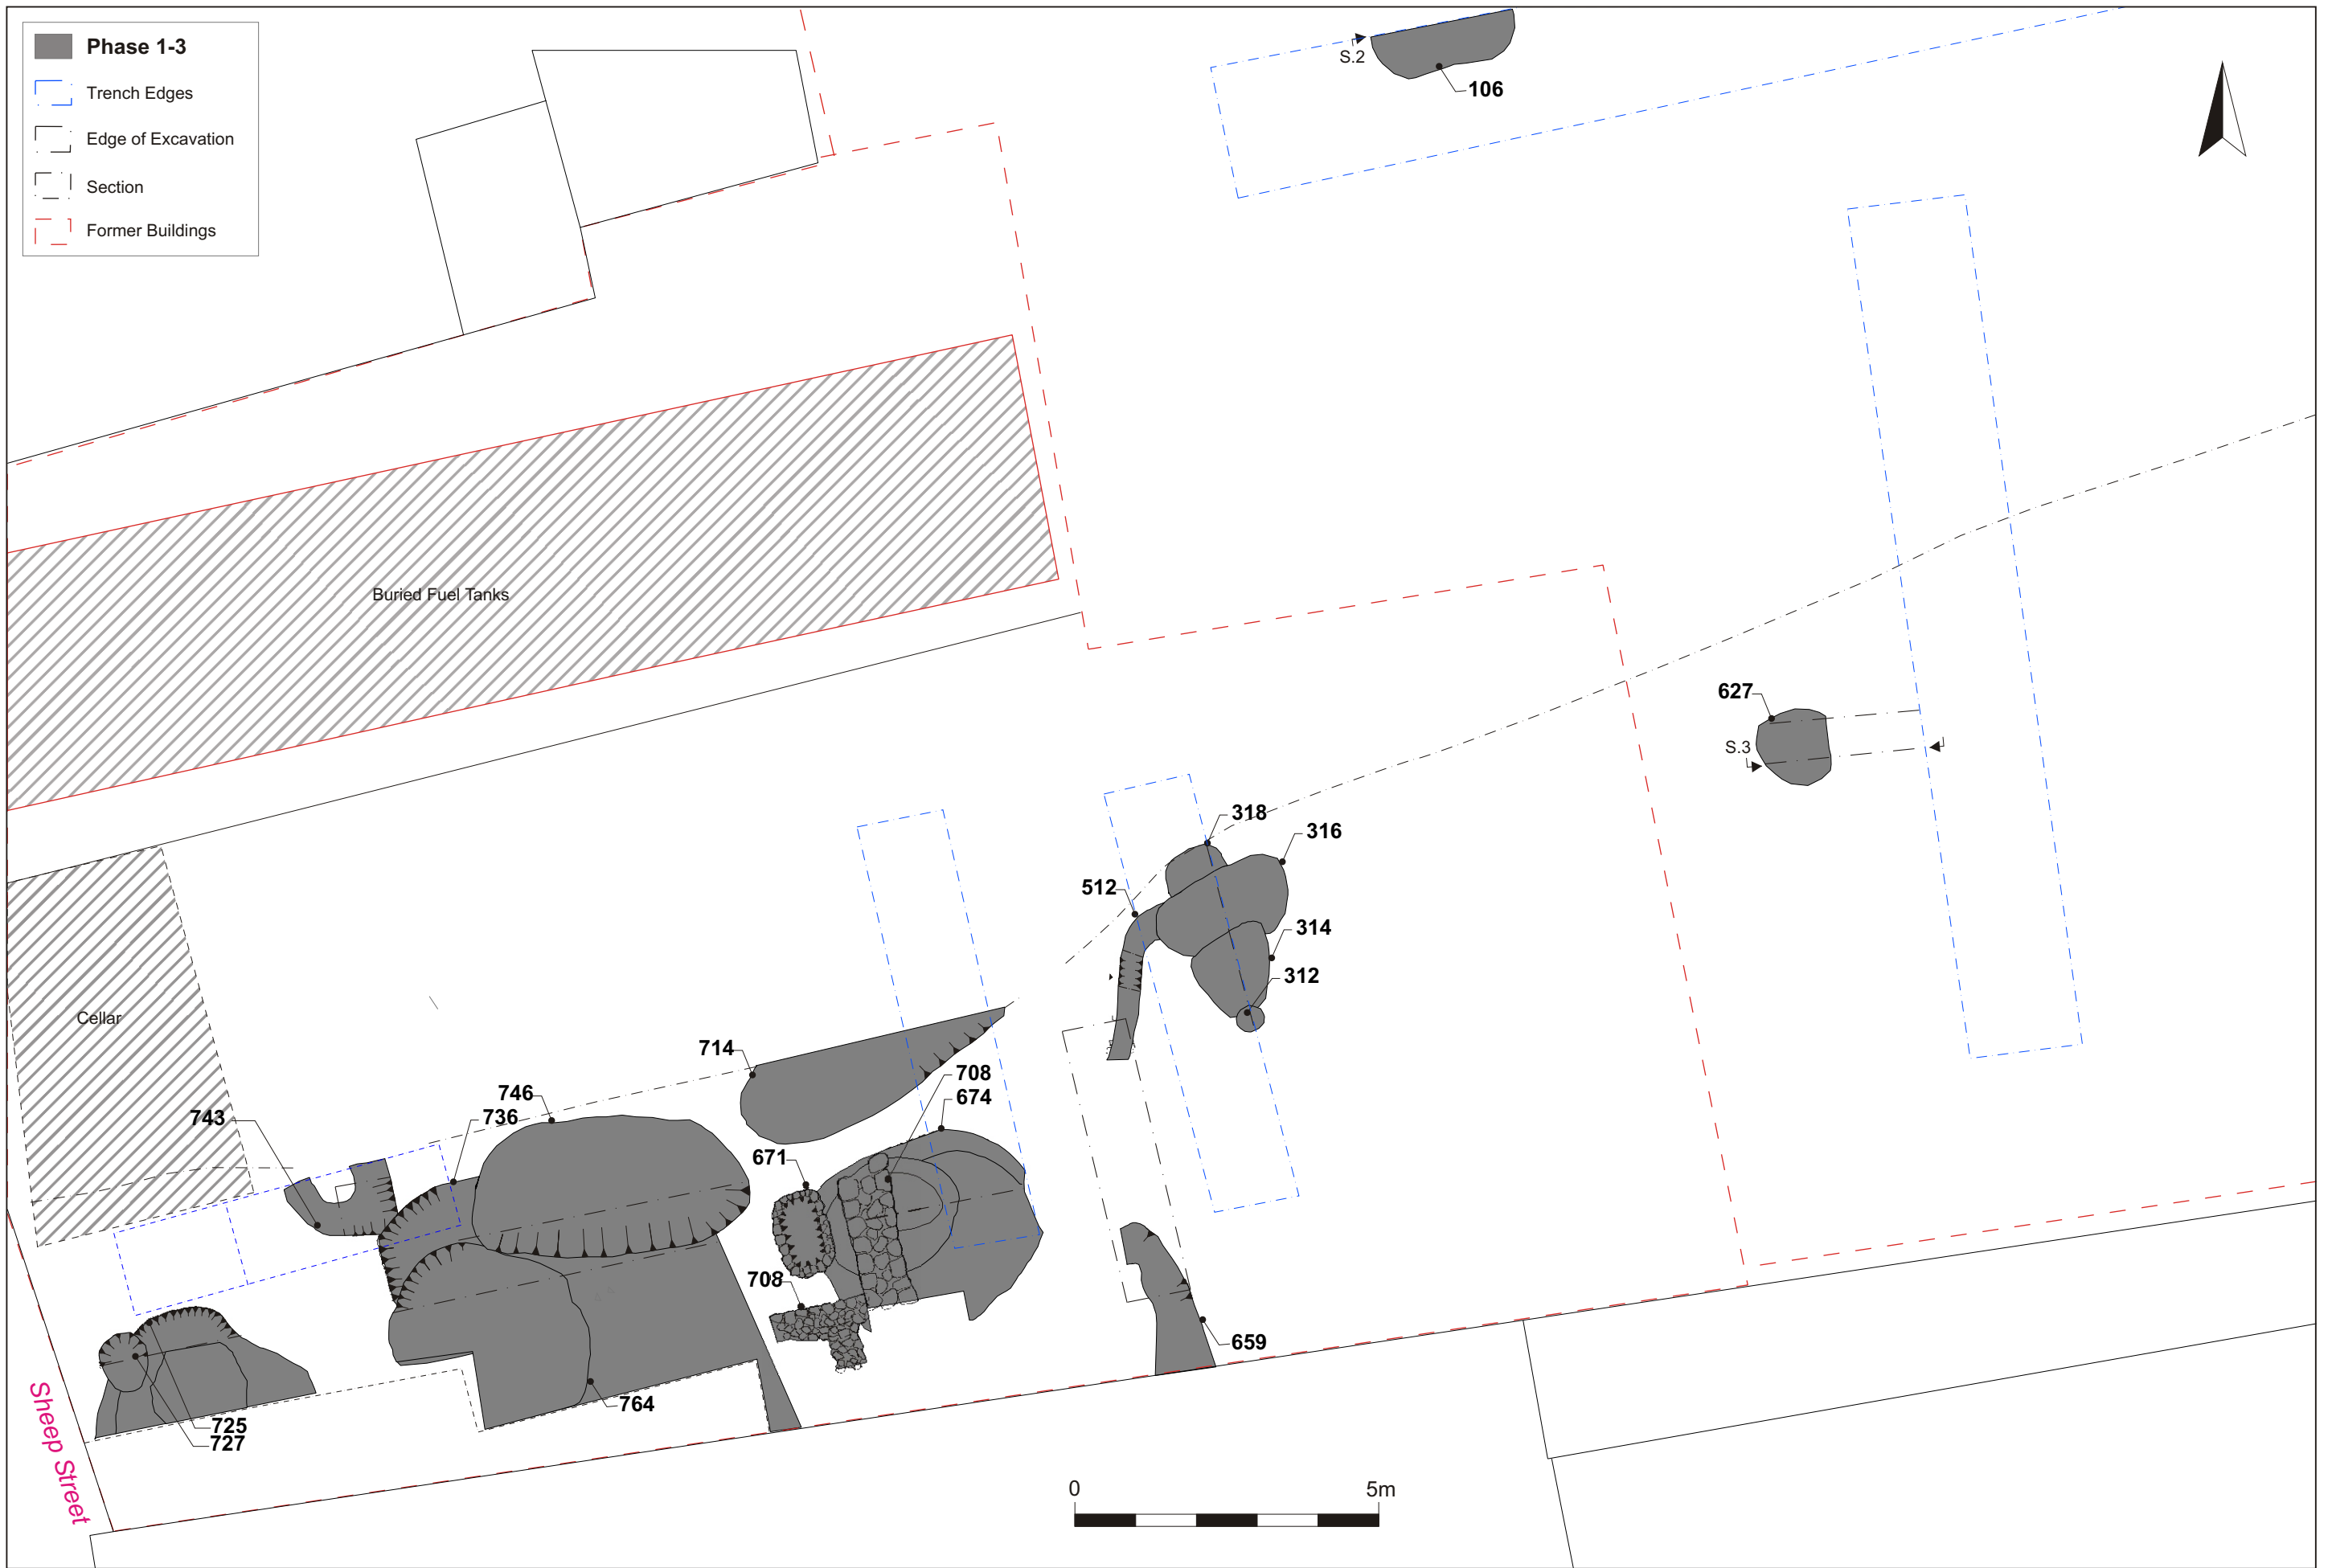 Phase 1-3
Trench Edges
Edge of Excavation
Section
Former Buildings
S.2
106
Buried Fuel Tanks
627
S.3
318
316
512
314
312
Cellar
714
708
674
746
736
743
671
708
659
764
725
727
Sheep Street
0 5m